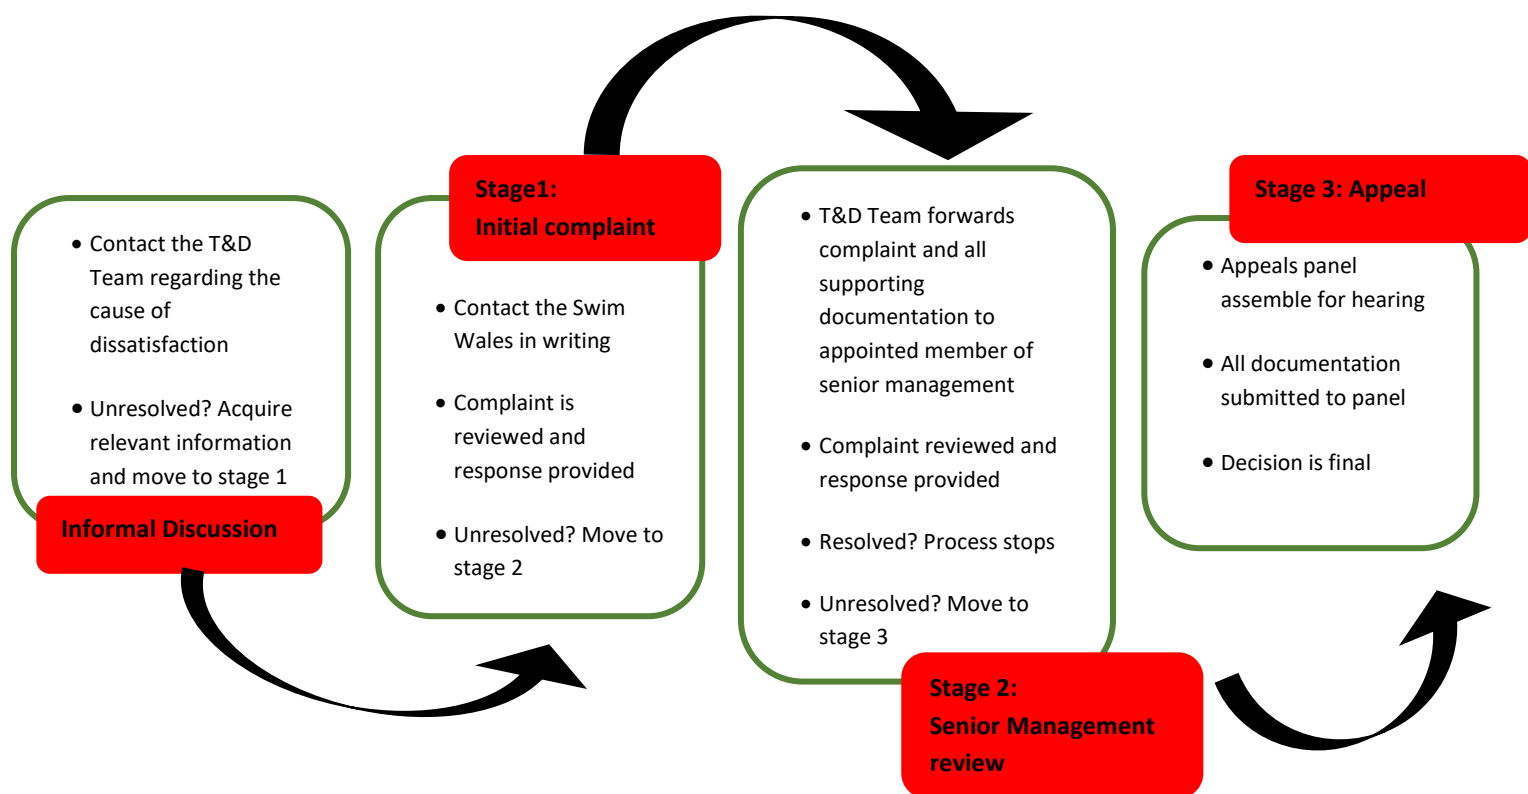 • Contact the T&D
Team regarding the
cause of
dissatisfaction
• Unresolved? Acquire
relevant information
and move to stage 1
Informal Discussion
Stage1:
Initial complaint
• Contact the Swim
Wales in writing
• Complaint is
reviewed and
response provided
• Unresolved? Move to
stage 2
• T&D Team forwards
complaint and all
supporting
documentation to
appointed member of
senior management
• Complaint reviewed and
response provided
• Resolved? Process stops
• Unresolved? Move to
stage 3
Stage 2:
Senior Management
review
Stage 3: Appeal
• Appeals panel
assemble for hearing
• All documentation
submitted to panel
• Decision is final